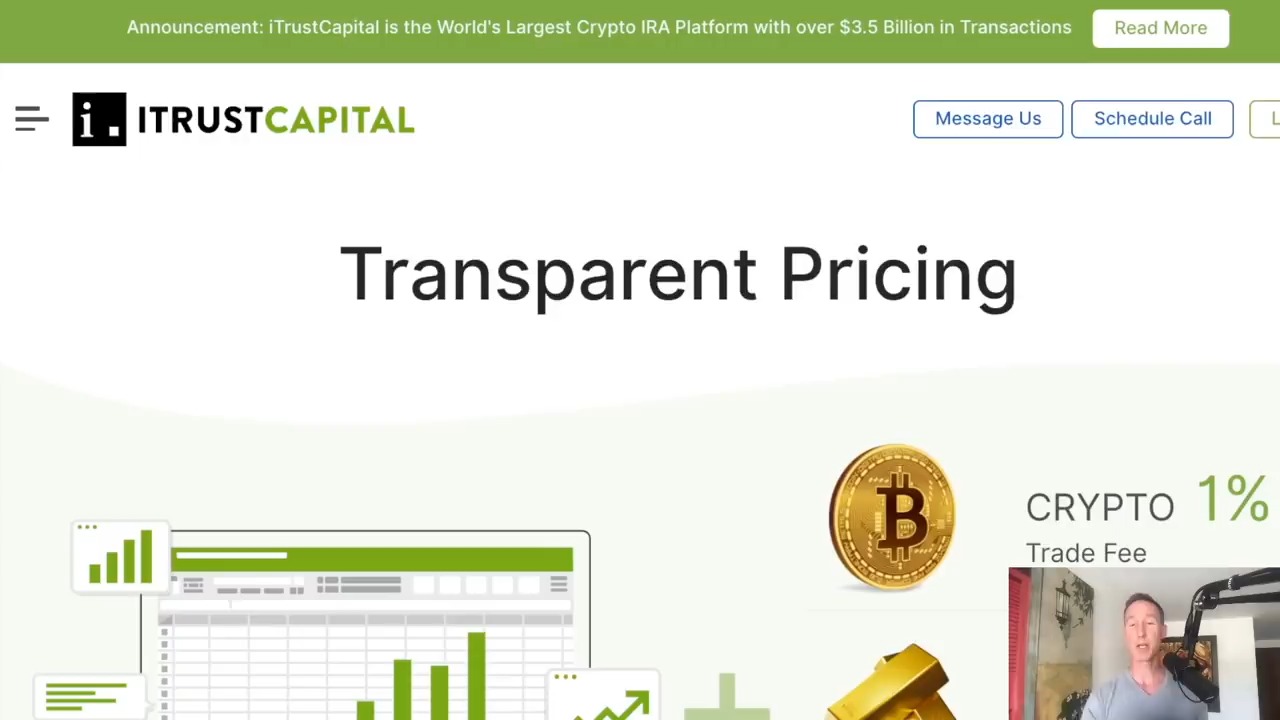 Announcement: iTrustCapital is the World's Largest Crypto IRA Platform with over $3.5 Billion in Transactions
Read More
i. ITRUSTCAPITAL
Message Us
Schedule Call
L
Transparent Pricing
B
CRYPTO 1%
Trade Fee